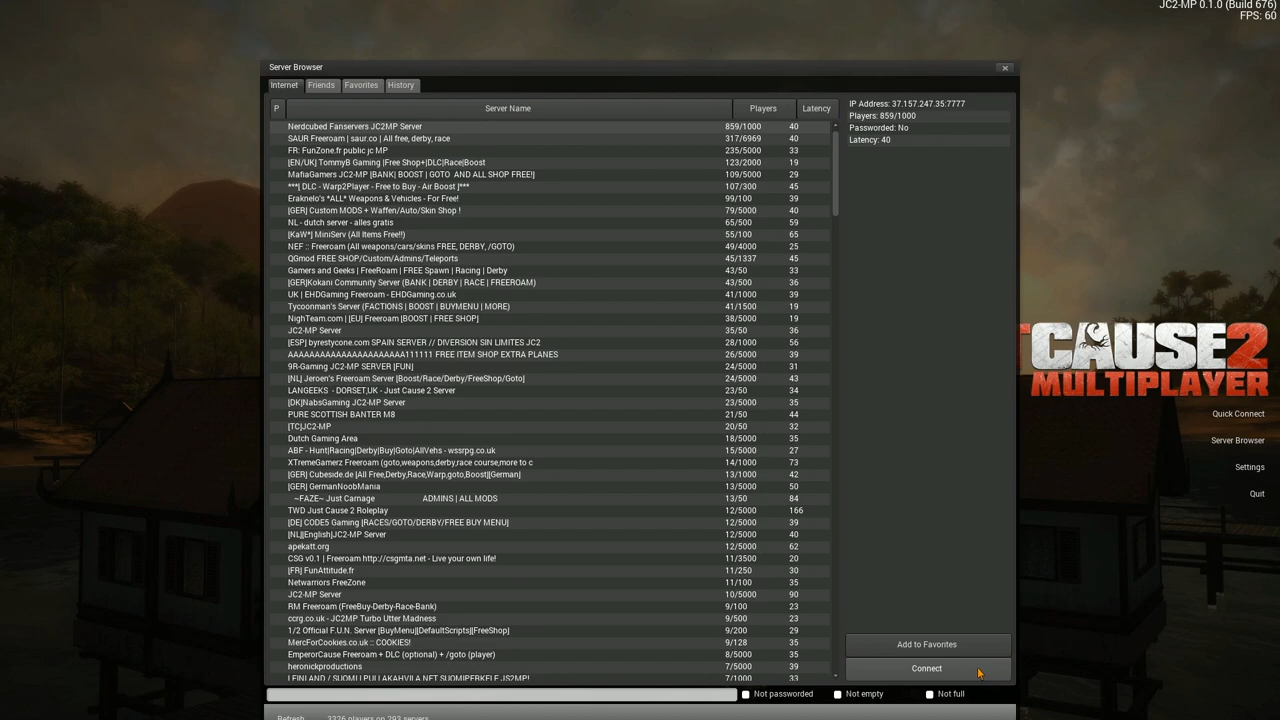 JC2-MP 0.1.0 (Build 676)
FPS: 60
Server Browser
Internet Friends Favorites History
P Server Name Players Latency
Nerdcubed Fanservers JC2MP Server 859/1000 40
SAUR Freeroam | saur.co | All free, derby, race 317/6969 40
FR: FunZone.fr public jc MP 235/5000 33
|EN/UK| TommyB Gaming |Free Shop+|DLC|Race|Boost 123/2000 19
MafiaGamers JC2-MP [BANK| BOOST | GOTO AND ALL SHOP FREE!] 109/5000 29
***[ DLC - Warp2Player - Free to Buy - Air Boost ]*** 107/300 45
Eraknelo's *ALL* Weapons & Vehicles - For Free! 99/100 39
[GER] Custom MODS + Waffen/Auto/Skin Shop ! 79/5000 40
NL - dutch server - alles gratis 65/500 59
[KaW*] MiniServ (All Items Free!!) 55/100 65
NEF :: Freeroam (All weapons/cars/skins FREE, DERBY, /GOTO) 49/4000 25
QGmod FREE SHOP/Custom/Admins/Teleports 45/1337 45
Gamers and Geeks | FreeRoam | FREE Spawn | Racing | Derby 43/50 33
[GER]Kokani Community Server (BANK | DERBY | RACE | FREEROAM) 43/500 36
UK | EHDGaming Freeroam - EHDGaming.co.uk 41/1000 39
Tycoonman's Server (FACTIONS | BOOST | BUYMENU | MORE) 41/1500 19
NighTeam.com | [EU] Freeroam [BOOST | FREE SHOP] 38/5000 19
JC2-MP Server 35/50 36
[ESP] byrestycone.com SPAIN SERVER // DIVERSION SIN LIMITES JC2 28/1000 56
AAAAAAAAAAAAAAAAAAAAAA111111 FREE ITEM SHOP EXTRA PLANES 26/5000 39
9R-Gaming JC2-MP SERVER [FUN] 24/5000 31
[NL] Jeroen's Freeroam Server [Boost/Race/Derby/FreeShop/Goto] 24/5000 43
LANGEEKS - DORSET,UK - Just Cause 2 Server 23/50 34
[DK]NabsGaming JC2-MP Server 23/5000 35
PURE SCOTTISH BANTER M8 21/50 44
[TC]JC2-MP 20/50 32
Dutch Gaming Area 18/5000 35
ABF - Hunt|Racing|Derby|Buy|Goto|AllVehs - wssrpg.co.uk 15/5000 27
XTremeGamerz Freeroam (goto,weapons,derby,race course,more to c 14/1000 73
[GER] Cubeside.de |All Free,Derby,Race,Warp,goto,Boost|[German] 13/1000 42
[GER] GermanNoobMania 13/5000 50
~FAZE~ Just Carnage ADMINS | ALL MODS 13/50 84
TWD Just Cause 2 Roleplay 12/5000 166
[DE] CODE5 Gaming [RACES/GOTO/DERBY/FREE BUY MENU] 12/5000 39
[NL][English]JC2-MP Server 12/5000 40
apekatt.org 12/5000 62
CSG v0.1 | Freeroam http://csgmta.net - Live your own life! 11/3500 20
[FR] FunAttitude.fr 11/250 30
Netwarriors FreeZone 11/100 35
JC2-MP Server 10/5000 90
RM Freeroam (FreeBuy-Derby-Race-Bank) 9/100 23
ccrg.co.uk - JC2MP Turbo Utter Madness 9/500 23
1/2 Official F.U.N. Server [BuyMenu][DefaultScripts][FreeShop] 9/200 29
MercForCookies.co.uk :: COOKIES! 9/128 35
EmperorCause Freeroam + DLC (optional) + /goto (player) 8/5000 35
heronickproductions 7/5000 39
7/1000 33
IP Address: 37.157.247.35:7777
Players: 859/1000
Passworded: No
Latency: 40
Add to Favorites
Connect
Not passworded Not empty Not full
Refresh 3326 players on 293 servers
CAUSE 2
MULTIPLAYER
Quick Connect
Server Browser
Settings
Quit